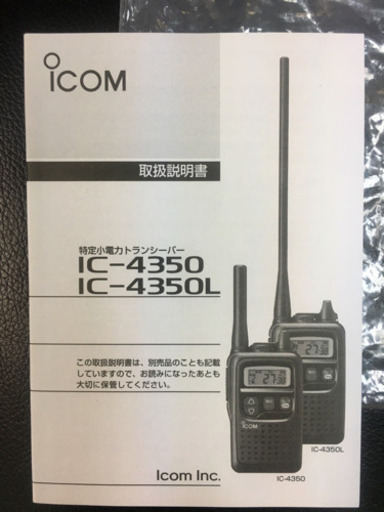 iCOM
取扱説明書
特定小電力トランシーバー
IC-4350
IC-4350L
この取扱説明書は、別売品のことも記載
していますので、お読みになったあとも
大切に保管してください。
IC-4350L
IC-4350
Icom Inc.